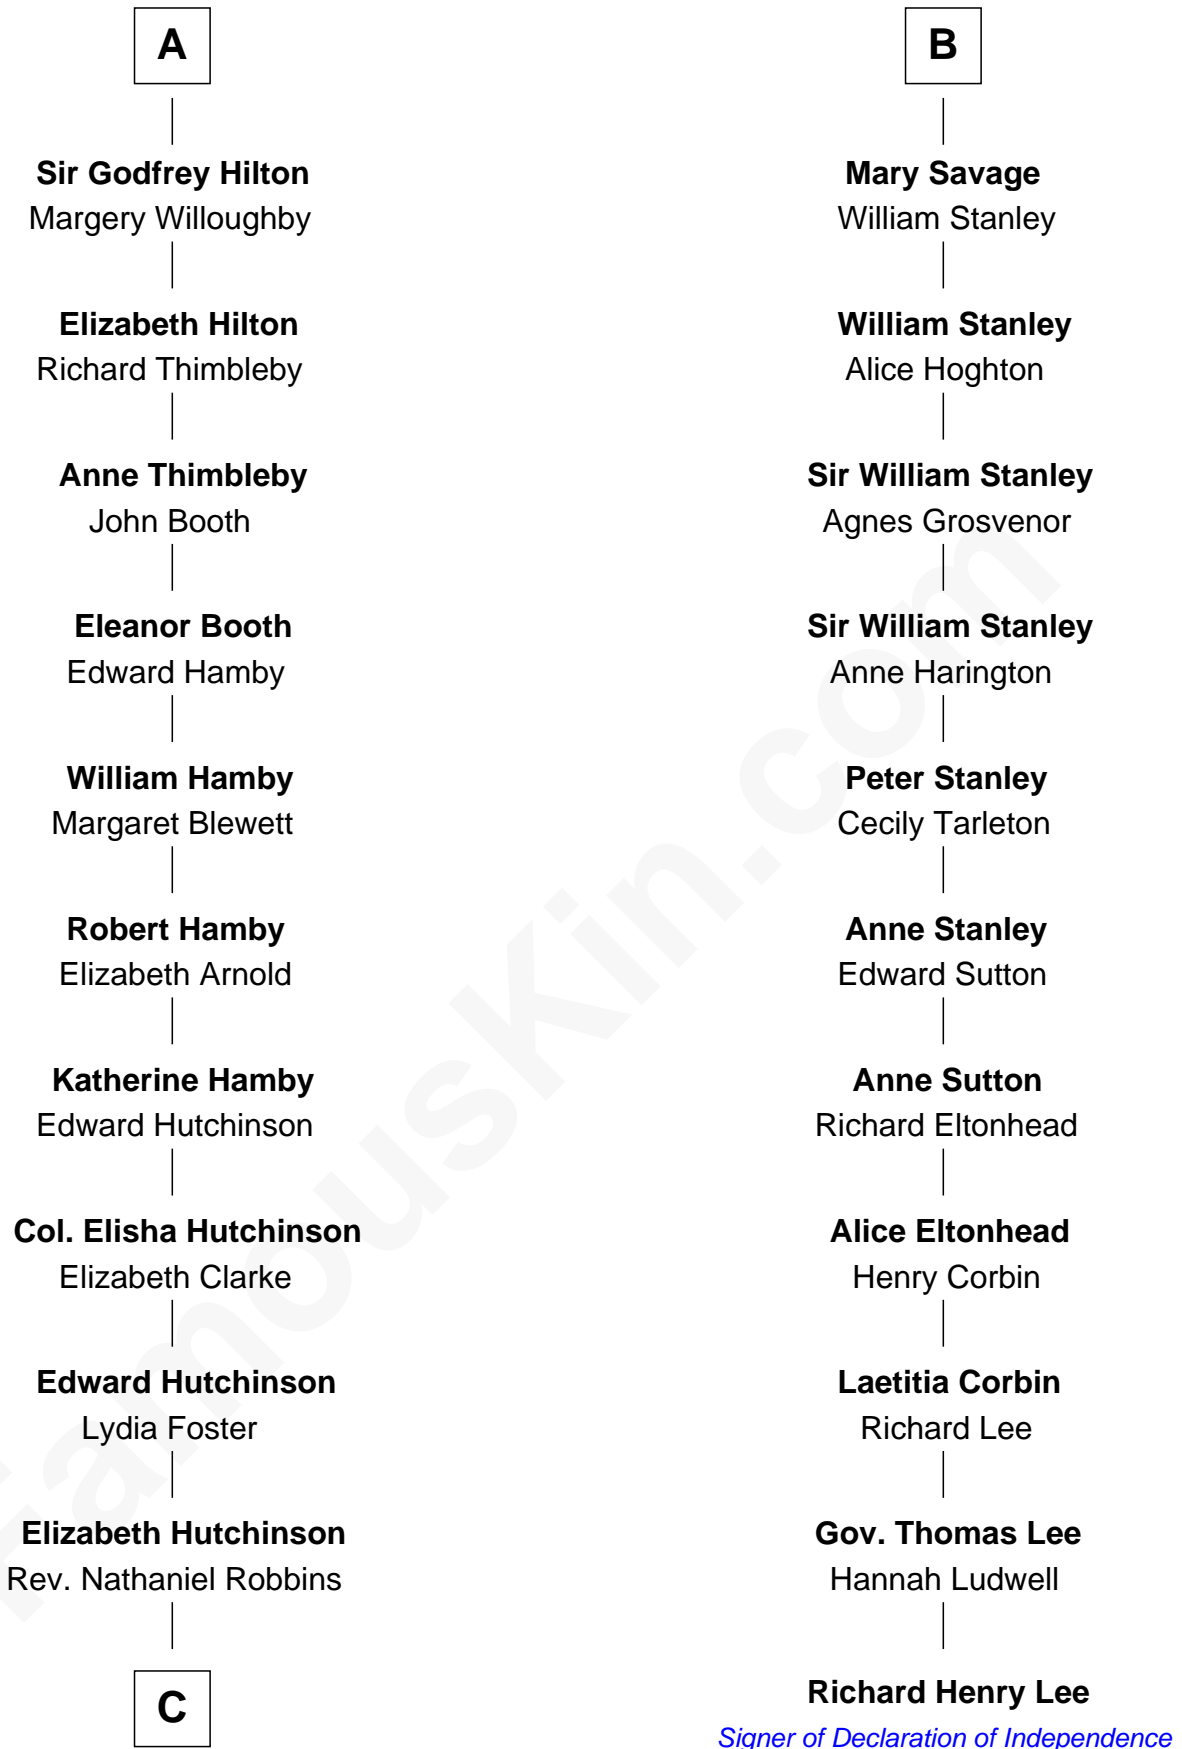 A
Sir Godfrey Hilton
Margery Willoughby
Elizabeth Hilton
Richard Thimbleby
Anne Thimbleby
John Booth
Eleanor Booth
Edward Hamby
William Hamby
Margaret Blewett
Robert Hamby
Elizabeth Arnold
Katherine Hamby
Edward Hutchinson
Col. Elisha Hutchinson
Elizabeth Clarke
Edward Hutchinson
Lydia Foster
Elizabeth Hutchinson
Rev. Nathaniel Robbins
C
B
Mary Savage
William Stanley
William Stanley
Alice Hoghton
Sir William Stanley
Agnes Grosvenor
Sir William Stanley
Anne Harington
Peter Stanley
Cecily Tarleton
Anne Stanley
Edward Sutton
Anne Sutton
Richard Eltonhead
Alice Eltonhead
Henry Corbin
Laetitia Corbin
Richard Lee
Gov. Thomas Lee
Hannah Ludwell
Richard Henry Lee
Signer of Declaration of Independence
FamousKin.com